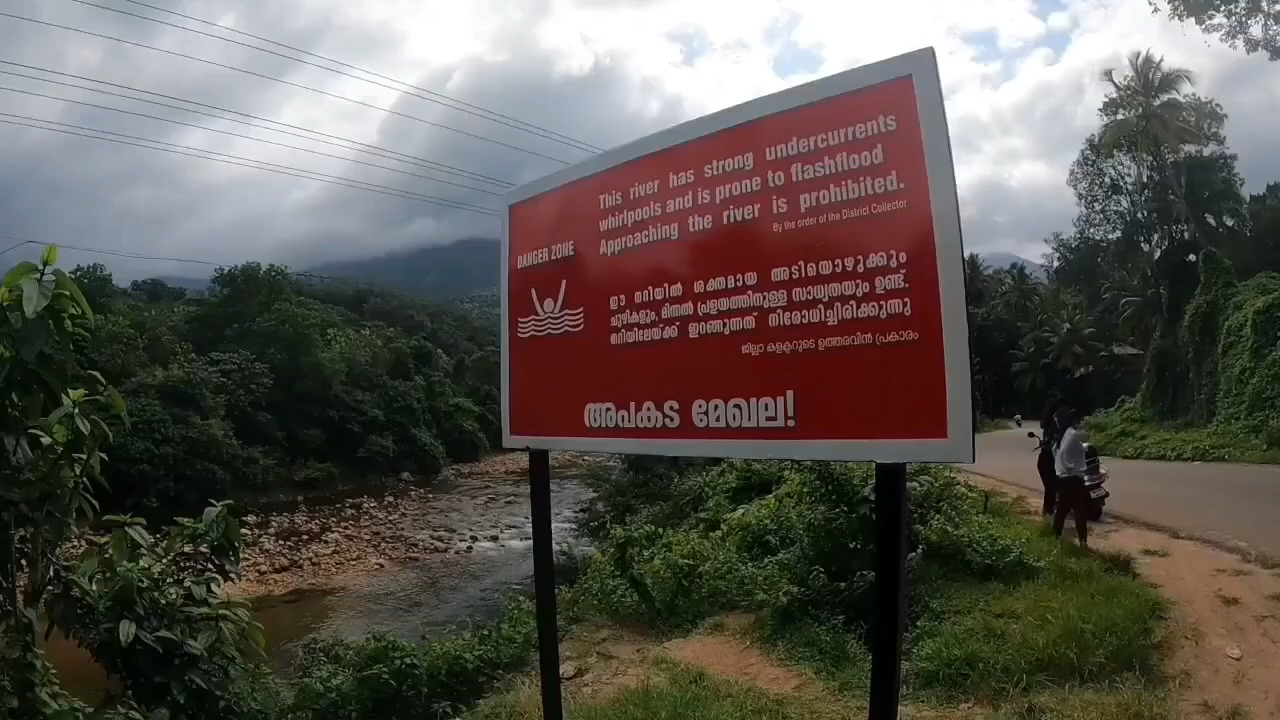 This river has strong undercurrents
whirlpools and is prone to flashflood
Approaching the river is prohibited.
By the order of the District Collector
DANGER ZONE
ഈ നദിയിൽ ശക്തമായ അടിയൊഴുക്കും
ചുഴികളും, മിന്നൽ പ്രളയത്തിനുള്ള സാധ്യതയും ഉണ്ട്.
നദിയിലേയ്ക്ക് ഇറങ്ങുന്നത് നിരോധിച്ചിരിക്കുന്നു
ജില്ലാ കളക്ടറുടെ ഉത്തരവിൻ പ്രകാരം
അപകട മേഖല!